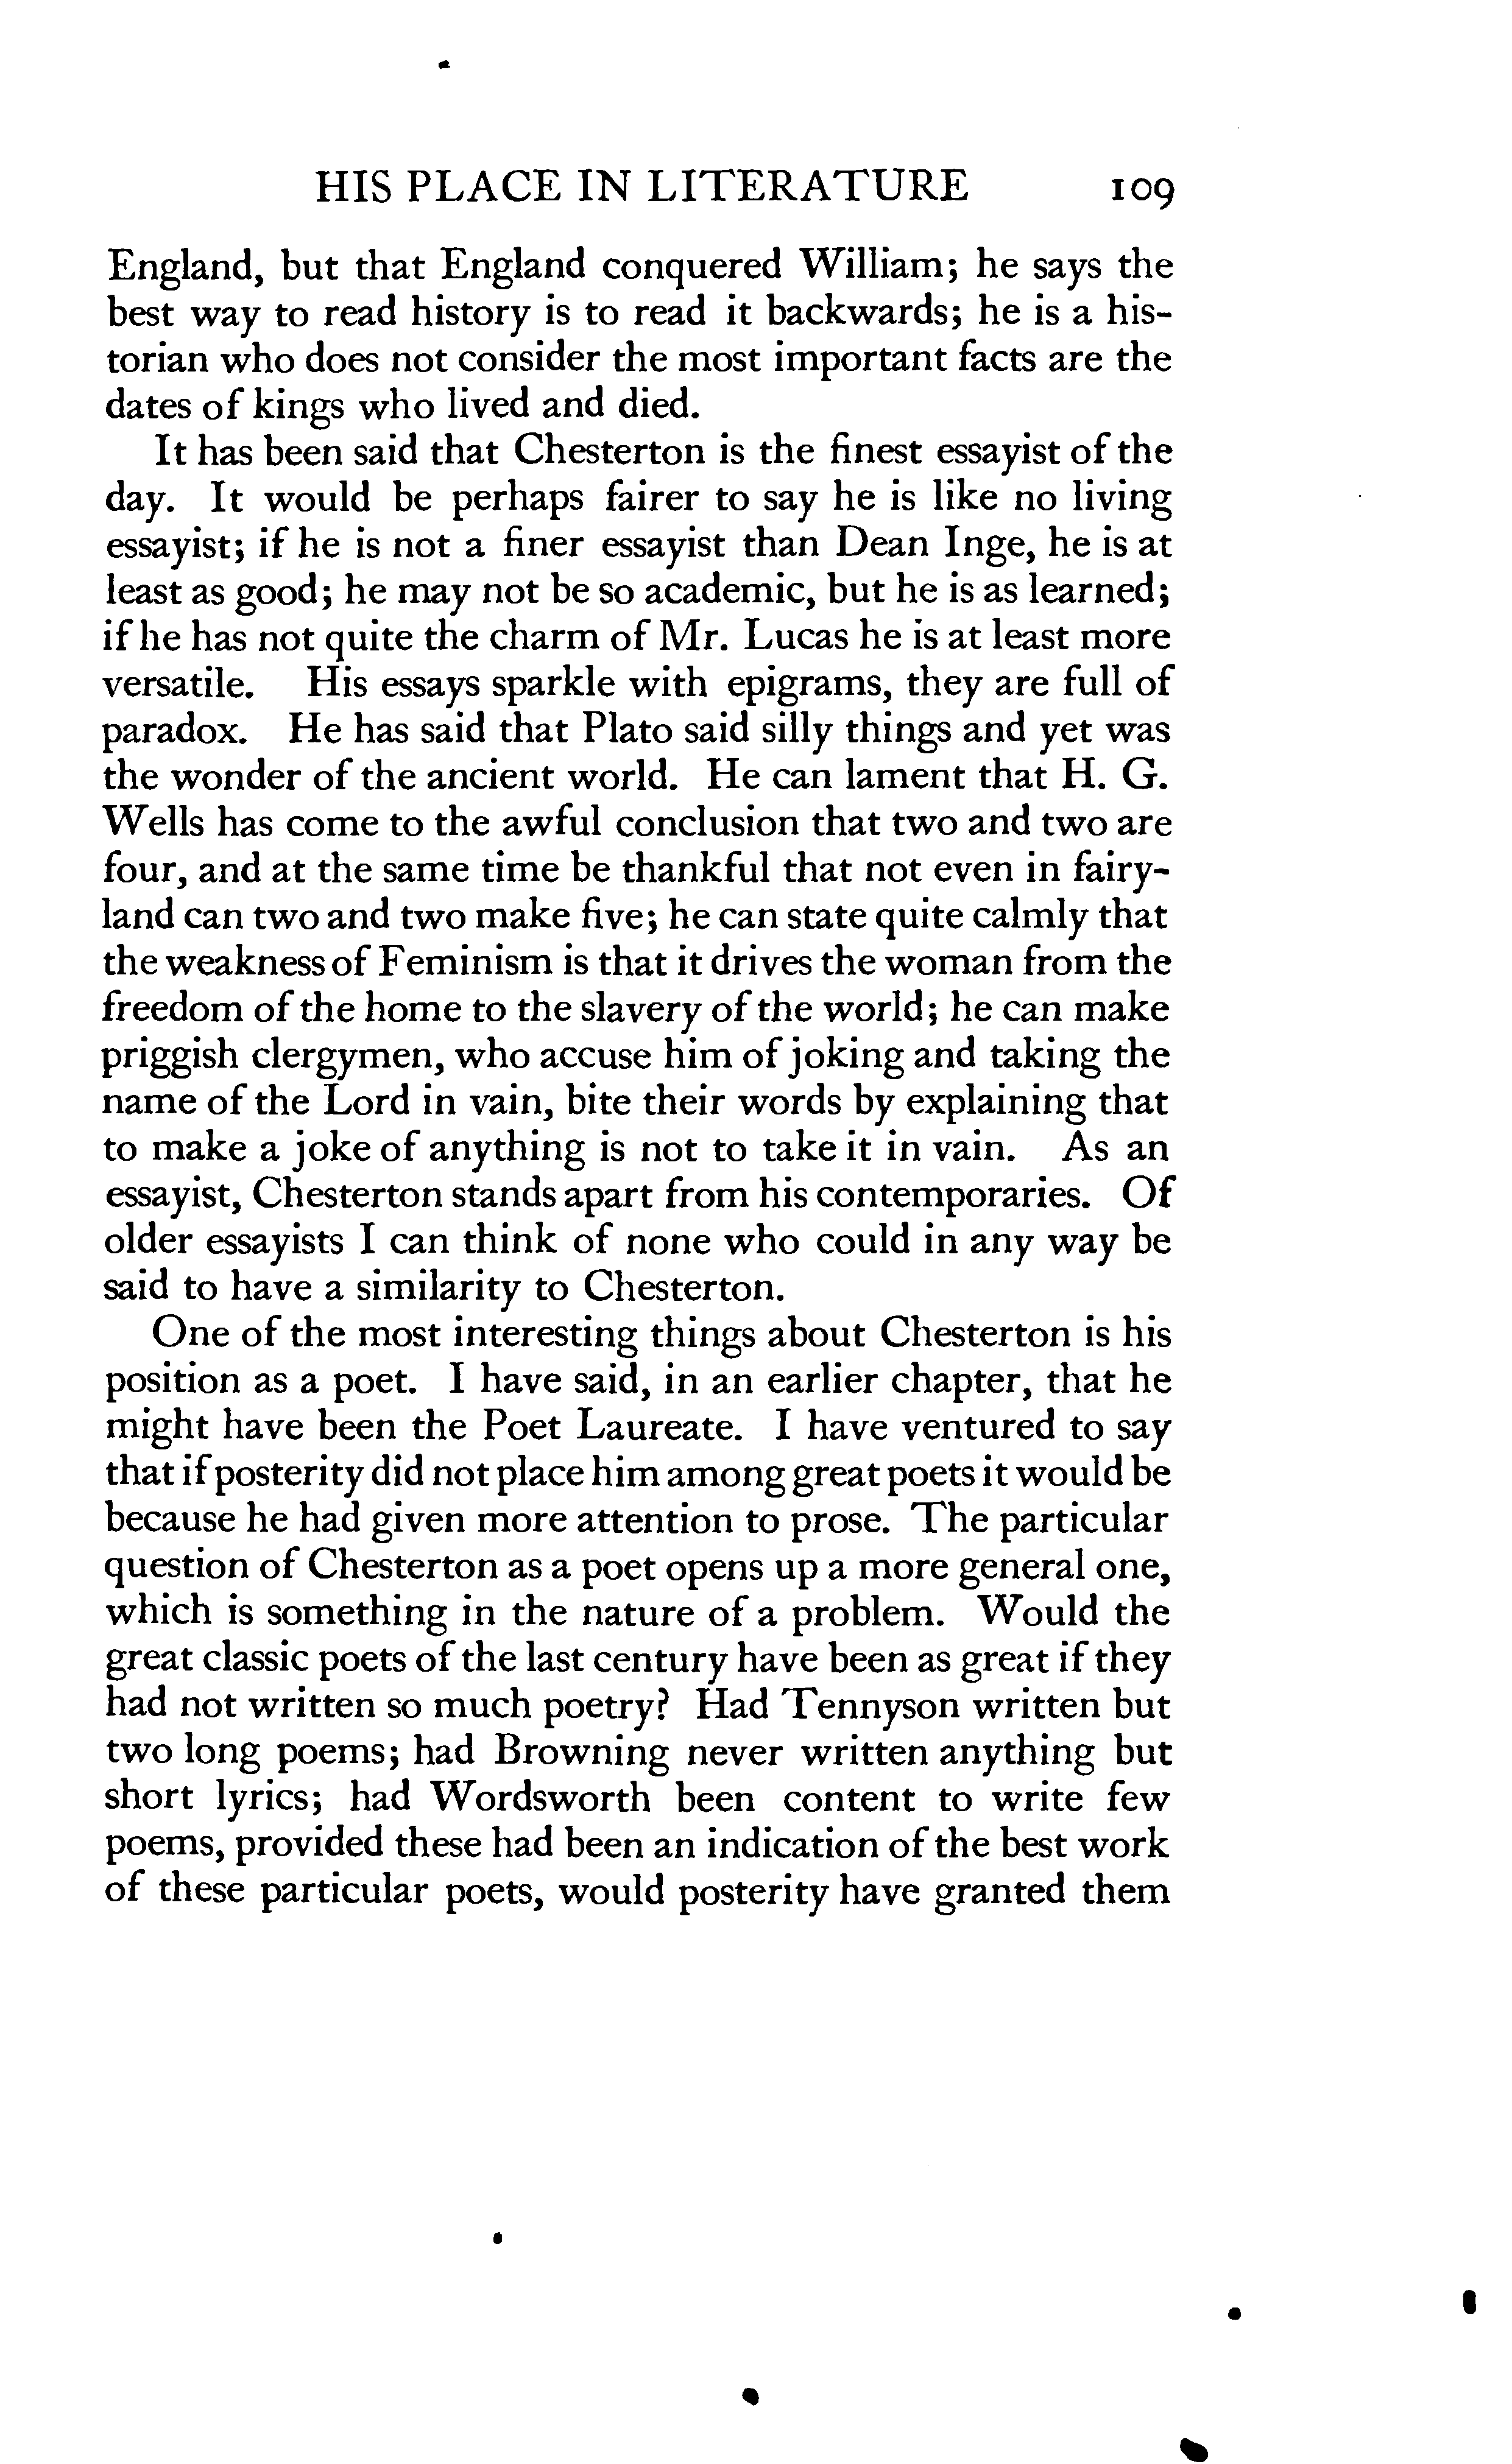 HIS PLACE IN LITERATURE 109
England, but that England conquered William; he says the
best way to read history is to read it backwards; he is a his-
torian who does not consider the most important facts are the
dates of kings who lived and died.
It has been said that Chesterton is the finest essayist of the
day. It would be perhaps fairer to say he is like no living
essayist; if he is not a finer essayist than Dean Inge, he is at
least as good; he may not be so academic, but he is as learned;
if he has not quite the charm of Mr. Lucas he is at least more
versatile. His essays sparkle with epigrams, they are full of
paradox. He has said that Plato said silly things and yet was
the wonder of the ancient world. He can lament that H. G.
Wells has come to the awful conclusion that two and two are
four, and at the same time be thankful that not even in fairy-
land can two and two make five; he can state quite calmly that
the weakness of Feminism is that it drives the woman from the
freedom of the home to the slavery of the world; he can make
priggish clergymen, who accuse him of joking and taking the
name of the Lord in vain, bite their words by explaining that
to make a joke of anything is not to take it in vain. As an
essayist, Chesterton stands apart from his contemporaries. Of
older essayists I can think of none who could in any way be
said to have a similarity to Chesterton.
One of the most interesting things about Chesterton is his
position as a poet. I have said, in an earlier chapter, that he
might have been the Poet Laureate. I have ventured to say
that if posterity did not place him among great poets it would be
because he had given more attention to prose. The particular
question of Chesterton as a poet opens up a more general one,
which is something in the nature of a problem. Would the
great classic poets of the last century have been as great if they
had not written so much poetry? Had Tennyson written but
two long poems; had Browning never written anything but
short lyrics; had Wordsworth been content to write few
poems, provided these had been an indication of the best work
of these particular poets, would posterity have granted them